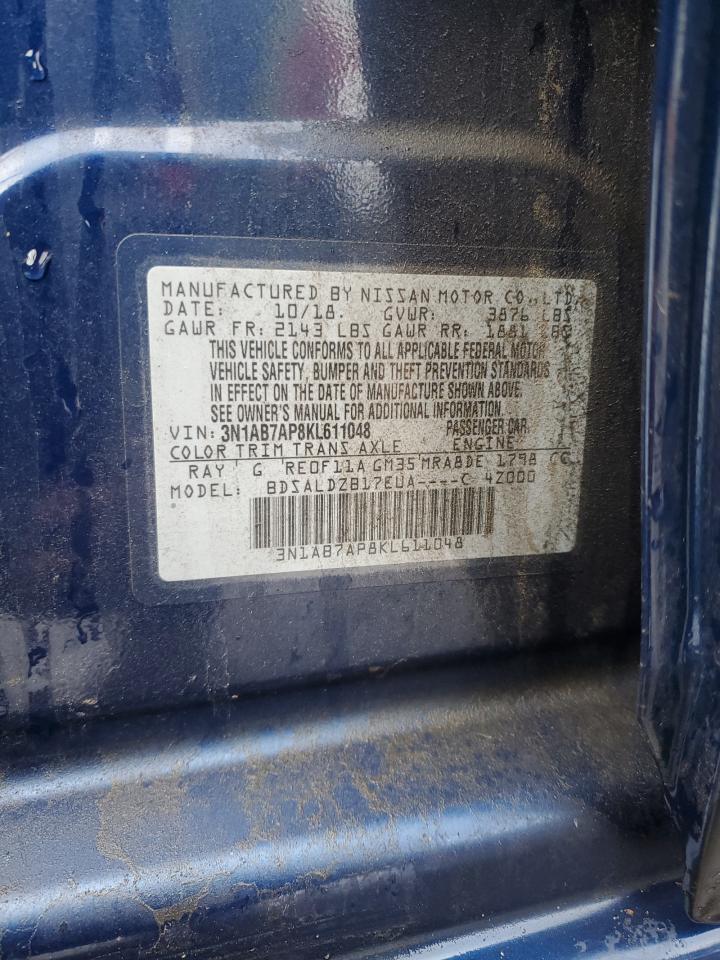 MANUFACTURED BY NISSAN MOTOR CO., LTD.
DATE: 10/18. GVWR: 3876 LBS
GAWR FR: 2143 LBS GAWR RR: 1881 LBS
THIS VEHICLE CONFORMS TO ALL APPLICABLE FEDERAL MOTOR
VEHICLE SAFETY, BUMPER AND THEFT PREVENTION STANDARDS
IN EFFECT ON THE DATE OF MANUFACTURE SHOWN ABOVE.
SEE OWNER'S MANUAL FOR ADDITIONAL INFORMATION.
VIN: 3N1AB7AP8KL611048 PASSENGER CAR
COLOR TRIM TRANS AXLE ENGINE
RAY G RE0F11A GM35 MRA8DE 1798 CC
MODEL: BDSALDZB17EUA----C 4Z000
3N1AB7AP8KL611048